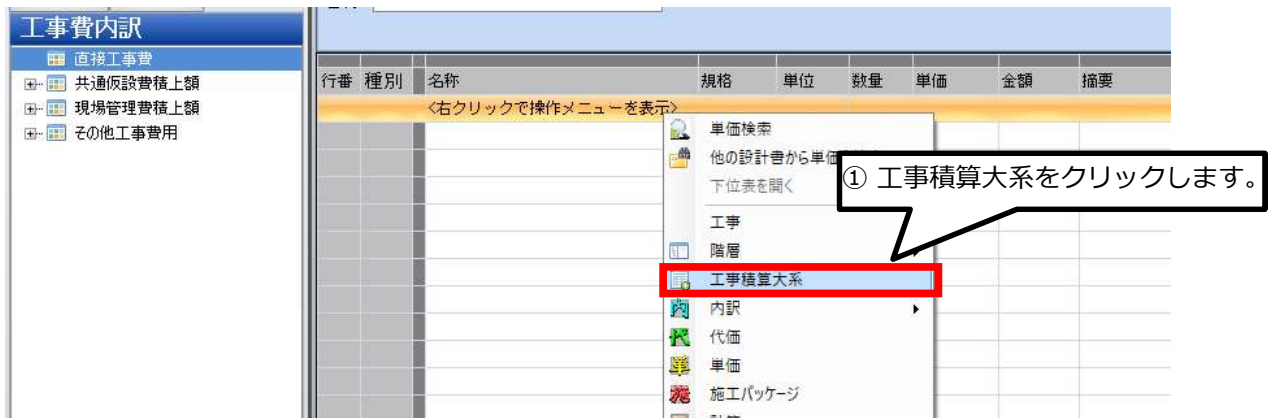 工事費内訳
直接工事費
共通仮設費積上額
現場管理費積上額
その他工事費用
行番 種別 名称 規格 単位 数量 単価 金額 摘要
<右クリックで操作メニューを表示>
単価検索
他の設計書から単価
① 工事積算大系をクリックします。
下位表を開く
工事
階層
工事積算大系
内訳
代価
単価
施工パッケージ